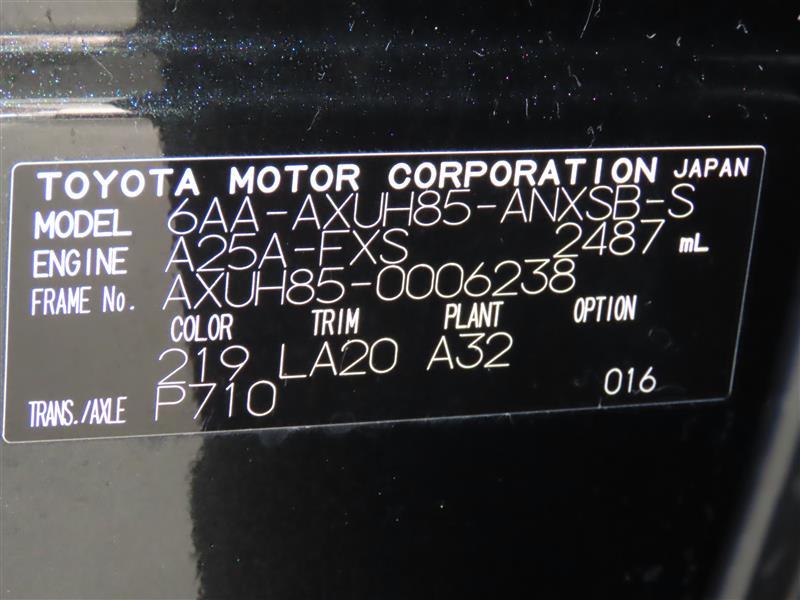 TOYOTA MOTOR CORPORATION JAPAN
MODEL 6AA-AXUH85-ANXSB-S
ENGINE A25A-FXS 2487 mL
FRAME No. AXUH85-0006238
COLOR TRIM PLANT OPTION
219 LA20 A32
TRANS./AXLE P710 016